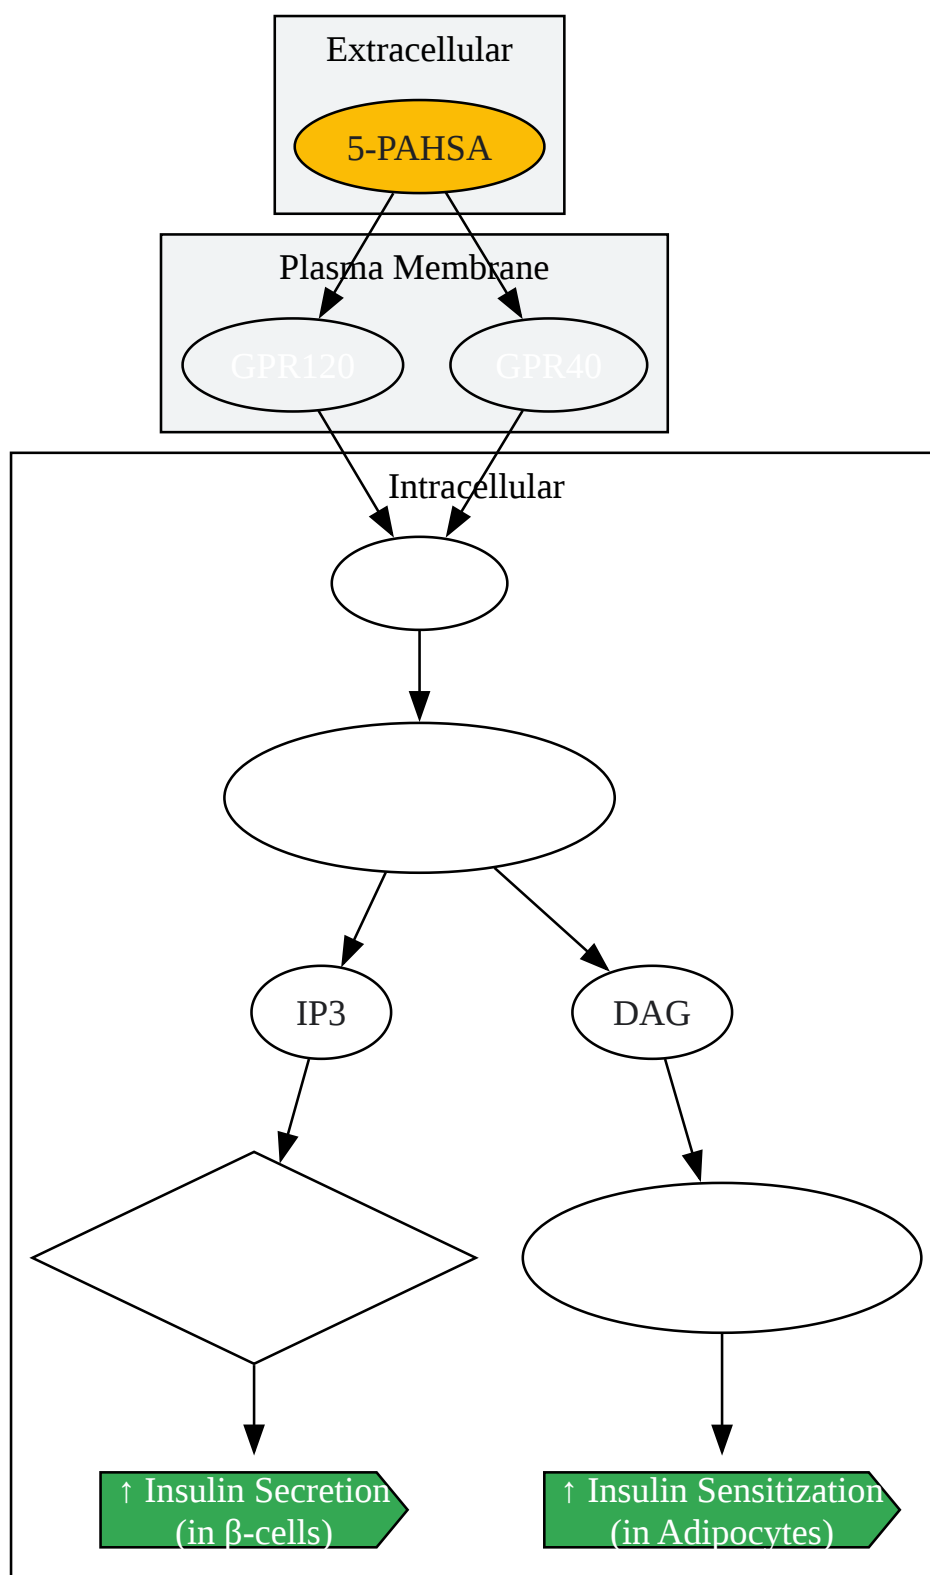 Extracellular
5-PAHSA
Plasma Membrane
GPR120
GPR40
Intracellular
IP3
DAG
↑ Insulin Secretion
(in β-cells)
↑ Insulin Sensitization
(in Adipocytes)